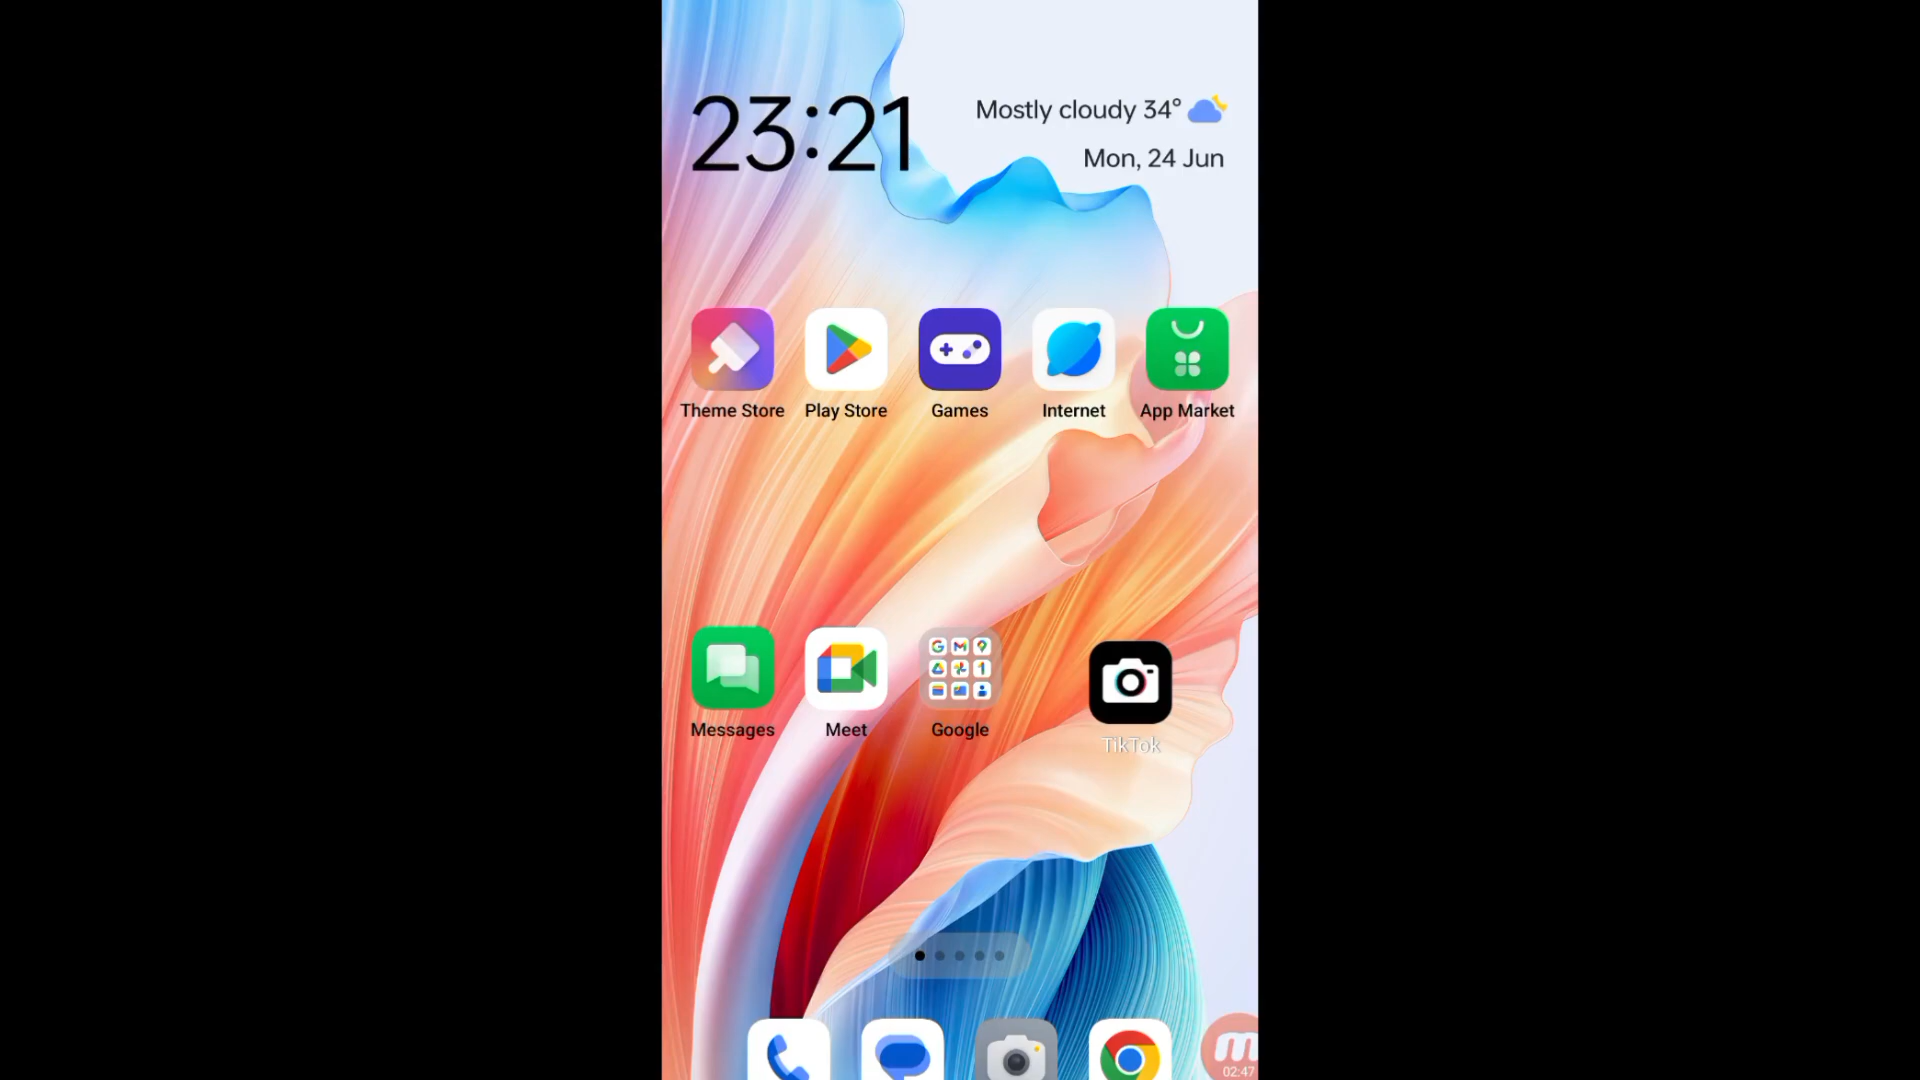 23:21
Mostly cloudy 34°
Mon, 24 Jun
Theme Store
Play Store
Games
Internet
App Market
Messages
Meet
Google
TikTok
02:47